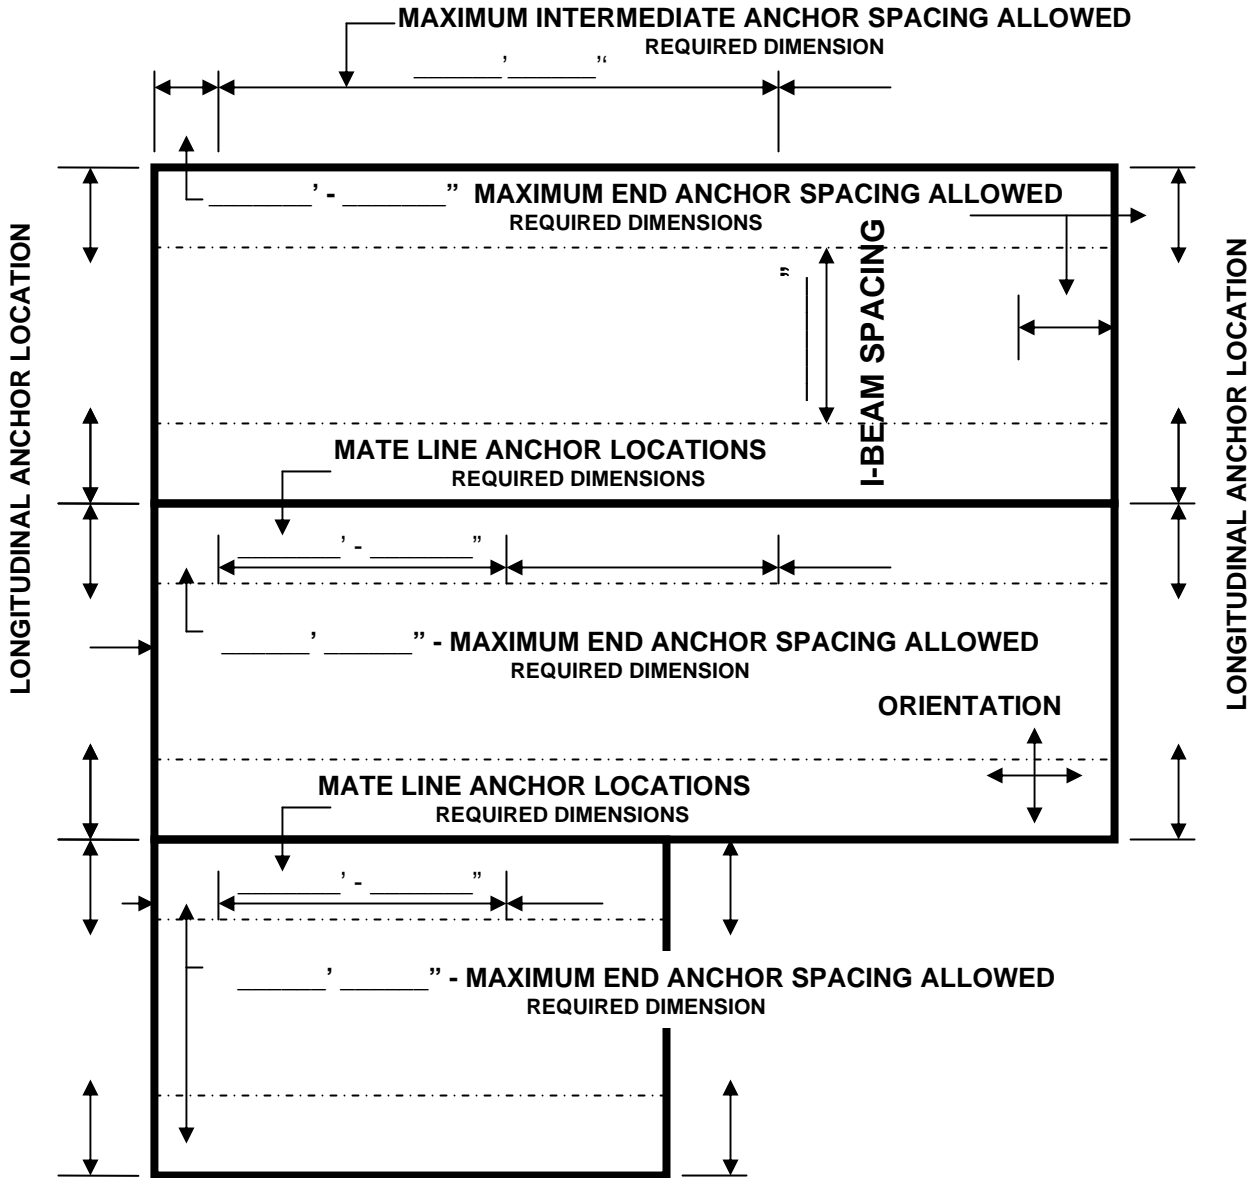 MAXIMUM INTERMEDIATE ANCHOR SPACING ALLOWED
REQUIRED DIMENSION
______'______“
_______’ - _______” MAXIMUM END ANCHOR SPACING ALLOWED
REQUIRED DIMENSIONS
LONGITUDINAL ANCHOR LOCATION
________”
I-BEAM SPACING
LONGITUDINAL ANCHOR LOCATION
MATE LINE ANCHOR LOCATIONS
REQUIRED DIMENSIONS
_______’ - _______”
______’ ______” - MAXIMUM END ANCHOR SPACING ALLOWED
REQUIRED DIMENSION
ORIENTATION
MATE LINE ANCHOR LOCATIONS
REQUIRED DIMENSIONS
_______’ - _______”
______’ ______” - MAXIMUM END ANCHOR SPACING ALLOWED
REQUIRED DIMENSION